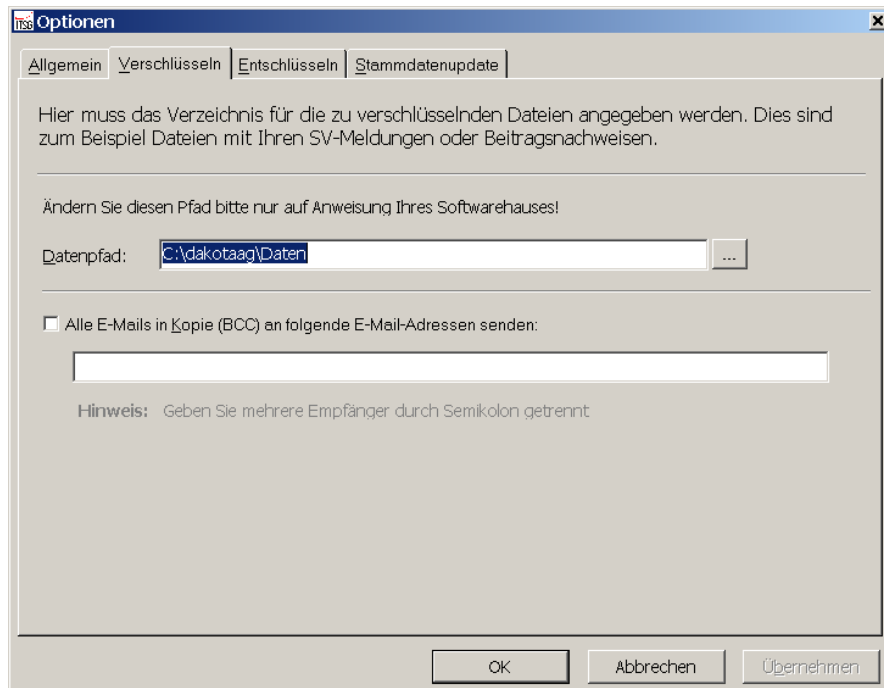 ITSG Optionen
Allgemein Verschlüsseln Entschlüsseln Stammdatenupdate
Hier muss das Verzeichnis für die zu verschlüsselnden Dateien angegeben werden. Dies sind
zum Beispiel Dateien mit Ihren SV-Meldungen oder Beitragsnachweisen.
Ändern Sie diesen Pfad bitte nur auf Anweisung Ihres Softwarehauses!
Datenpfad: C:\dakotaag\Daten ...
Alle E-Mails in Kopie (BCC) an folgende E-Mail-Adressen senden:
Hinweis: Geben Sie mehrere Empfänger durch Semikolon getrennt
OK Abbrechen Übernehmen